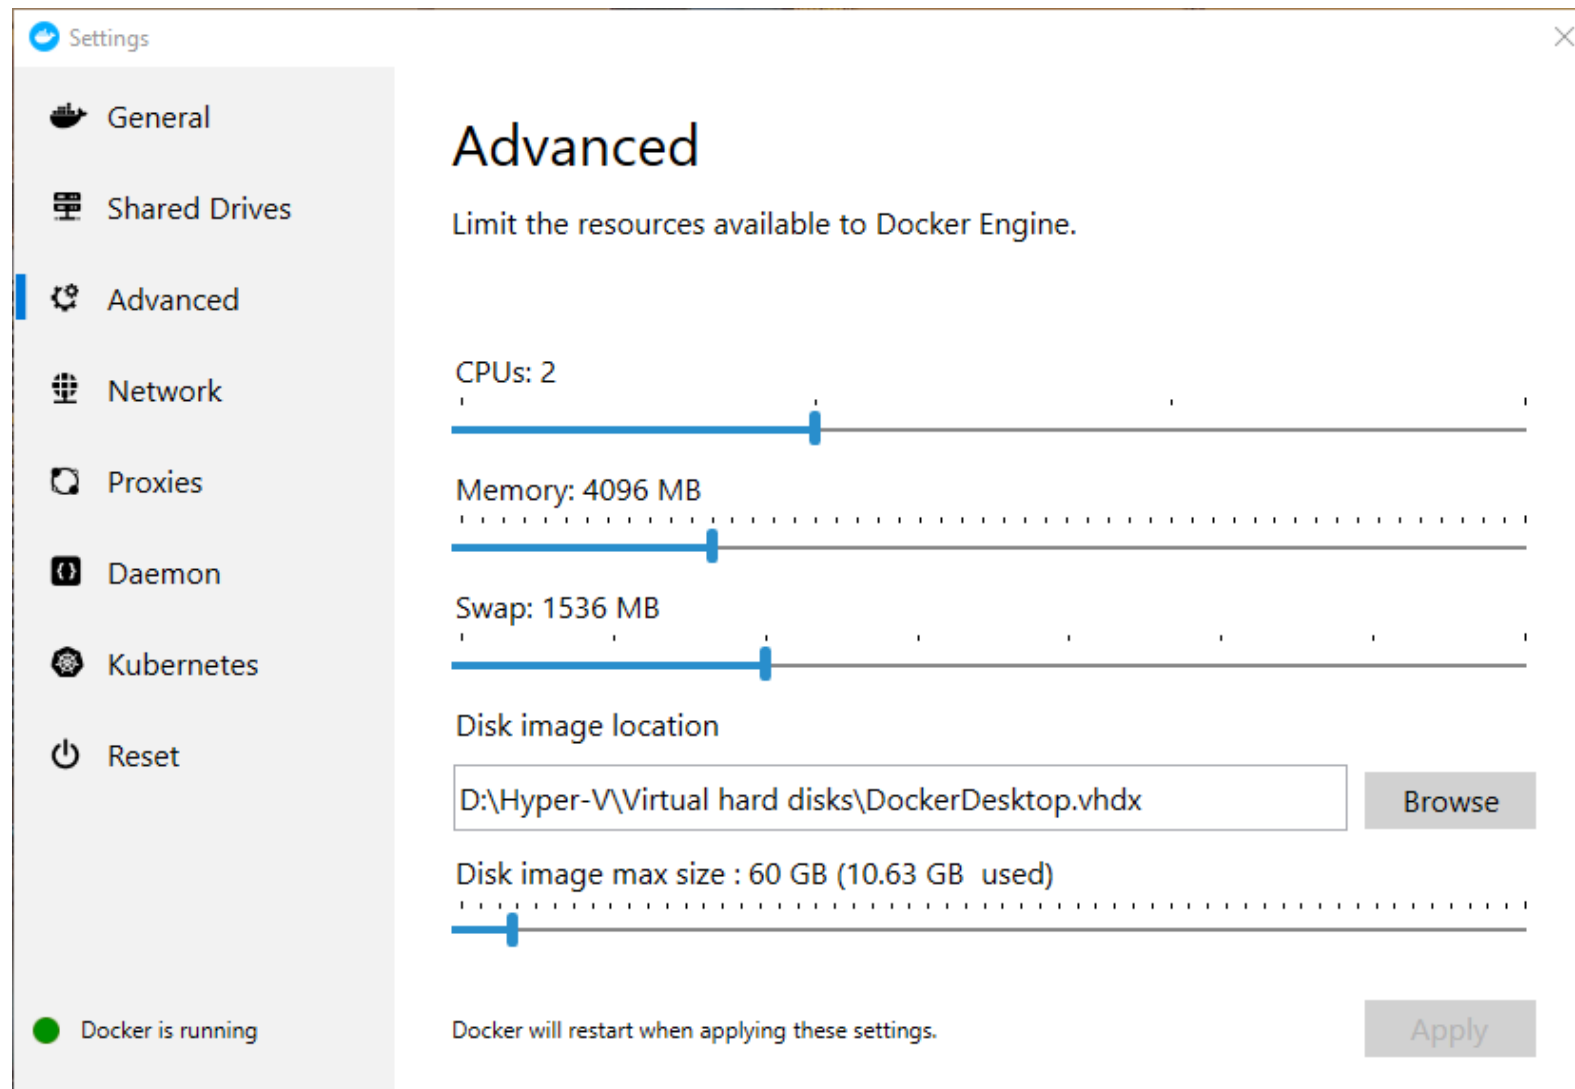 Settings
General
Shared Drives
Advanced
Network
Proxies
Daemon
Kubernetes
Reset
Docker is running
Advanced
Limit the resources available to Docker Engine.
CPUs: 2
Memory: 4096 MB
Swap: 1536 MB
Disk image location
D:\Hyper-V\Virtual hard disks\DockerDesktop.vhdx
Browse
Disk image max size : 60 GB (10.63 GB  used)
Docker will restart when applying these settings.
Apply